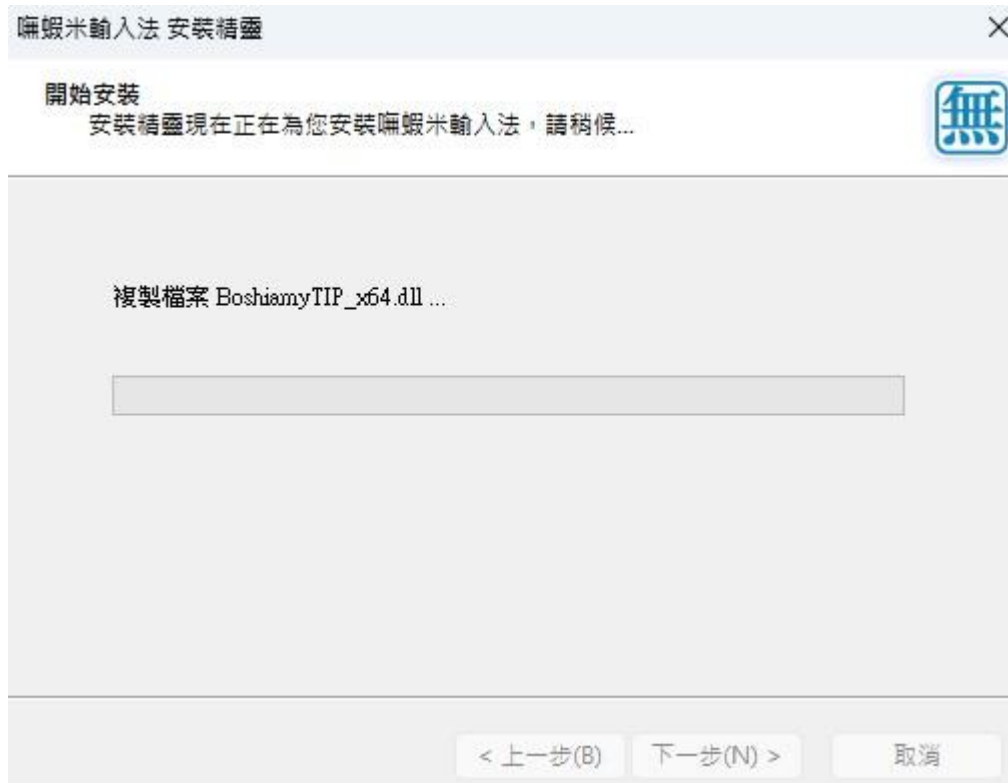 嘸蝦米輸入法 安裝精靈
開始安裝
安裝精靈現在正在為您安裝嘸蝦米輸入法，請稍候...
無
複製檔案 BoshiamyTIP_x64.dll ...
< 上一步(B) 下一步(N) > 取消